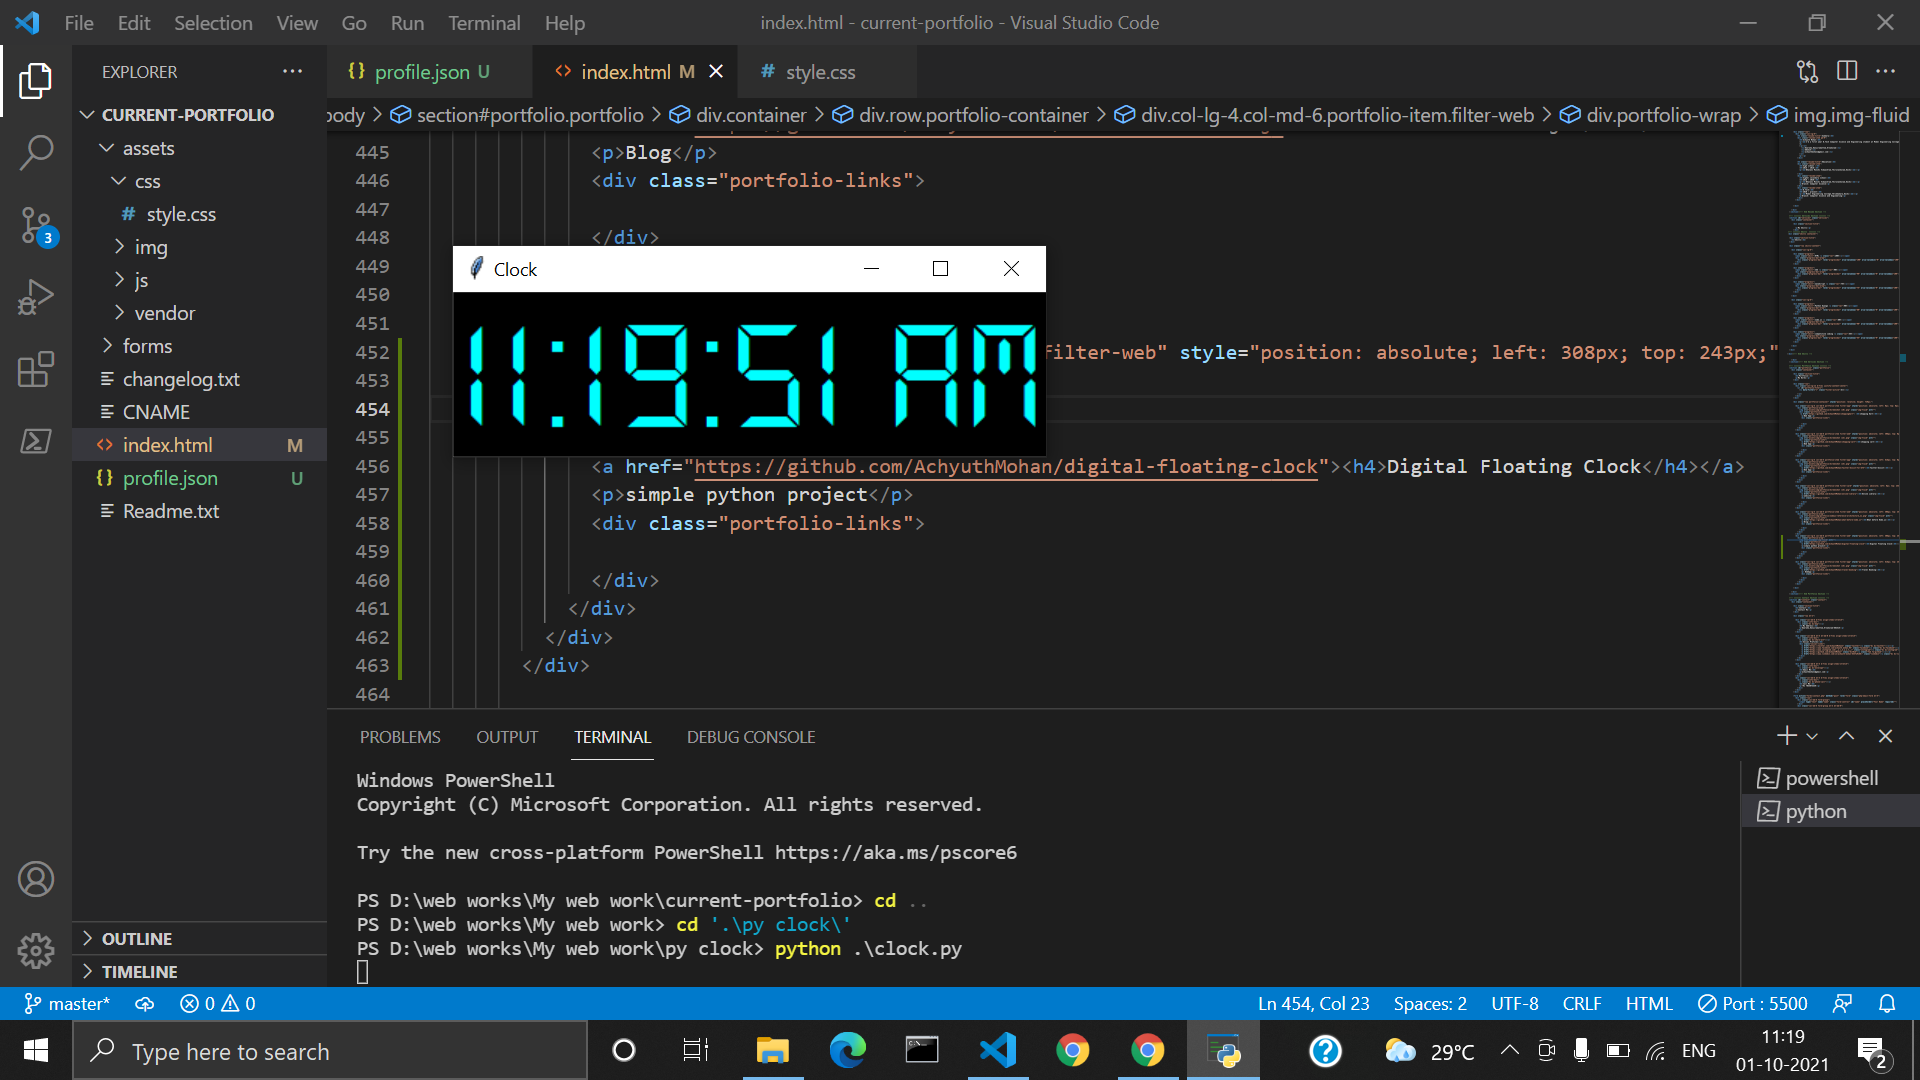 File Edit Selection View Go Run Terminal Help
index.html - current-portfolio - Visual Studio Code
EXPLORER
{} profile.json U
<> index.html M
# style.css
CURRENT-PORTFOLIO
assets
css
# style.css
img
js
vendor
forms
changelog.txt
CNAME
<> index.html M
{} profile.json U
Readme.txt
OUTLINE
TIMELINE
3
body > section#portfolio.portfolio > div.container > div.row.portfolio-container > div.col-lg-4.col-md-6.portfolio-item.filter-web > div.portfolio-wrap > img.img-fluid
445 <p>Blog</p>
446 <div class="portfolio-links">
447
448 </div>
449
450
451
452 filter-web" style="position: absolute; left: 308px; top: 243px;"
453
454
455
456 <a href="https://github.com/AchyuthMohan/digital-floating-clock"><h4>Digital Floating Clock</h4></a>
457 <p>simple python project</p>
458 <div class="portfolio-links">
459
460 </div>
461 </div>
462 </div>
463 </div>
464
Clock
11:19:51 AM
PROBLEMS OUTPUT TERMINAL DEBUG CONSOLE
Windows PowerShell
Copyright (C) Microsoft Corporation. All rights reserved.
Try the new cross-platform PowerShell https://aka.ms/pscore6
PS D:\web works\My web work\current-portfolio> cd ..
PS D:\web works\My web work> cd '.\py clock\'
PS D:\web works\My web work\py clock> python .\clock.py
powershell
python
master* 0 0
Ln 454, Col 23 Spaces: 2 UTF-8 CRLF HTML Port : 5500
Type here to search
29°C
ENG
11:19
01-10-2021
2